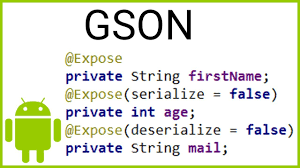 GSON
@Expose
private String firstName;
@Expose(serialize = false)
private int age;
@Expose(deserialize = false)
private String mail;